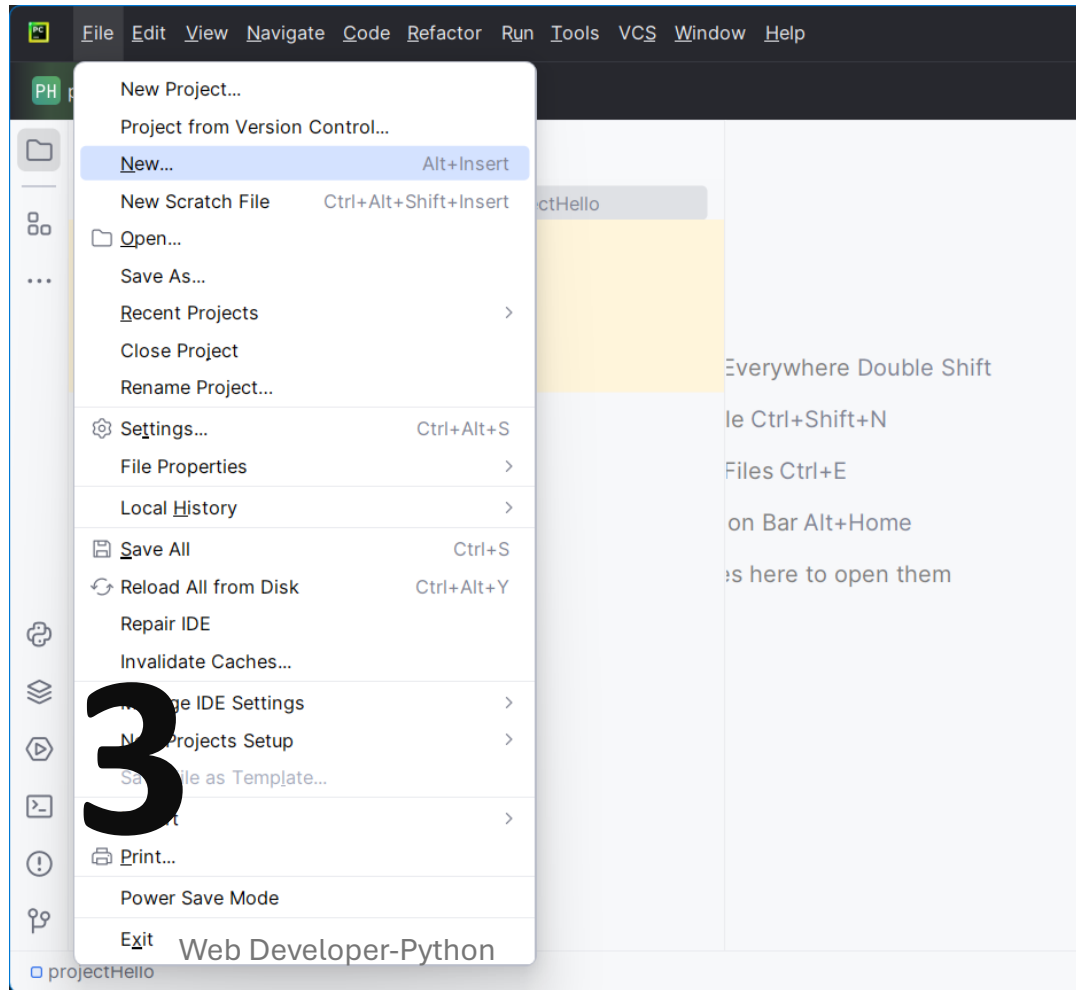 PC
File Edit View Navigate Code Refactor Run Tools VCS Window Help
PH
New Project...
Project from Version Control...
New... Alt+Insert
New Scratch File Ctrl+Alt+Shift+Insert
ctHello
Open...
Save As...
Recent Projects
Close Project
Everywhere Double Shift
Rename Project...
le Ctrl+Shift+N
Settings... Ctrl+Alt+S
File Properties
Files Ctrl+E
Local History
on Bar Alt+Home
Save All Ctrl+S
es here to open them
Reload All from Disk Ctrl+Alt+Y
Repair IDE
Invalidate Caches...
3
IDE Settings
Projects Setup
as Template...
Print...
Power Save Mode
Exit
Web Developer-Python
projectHello